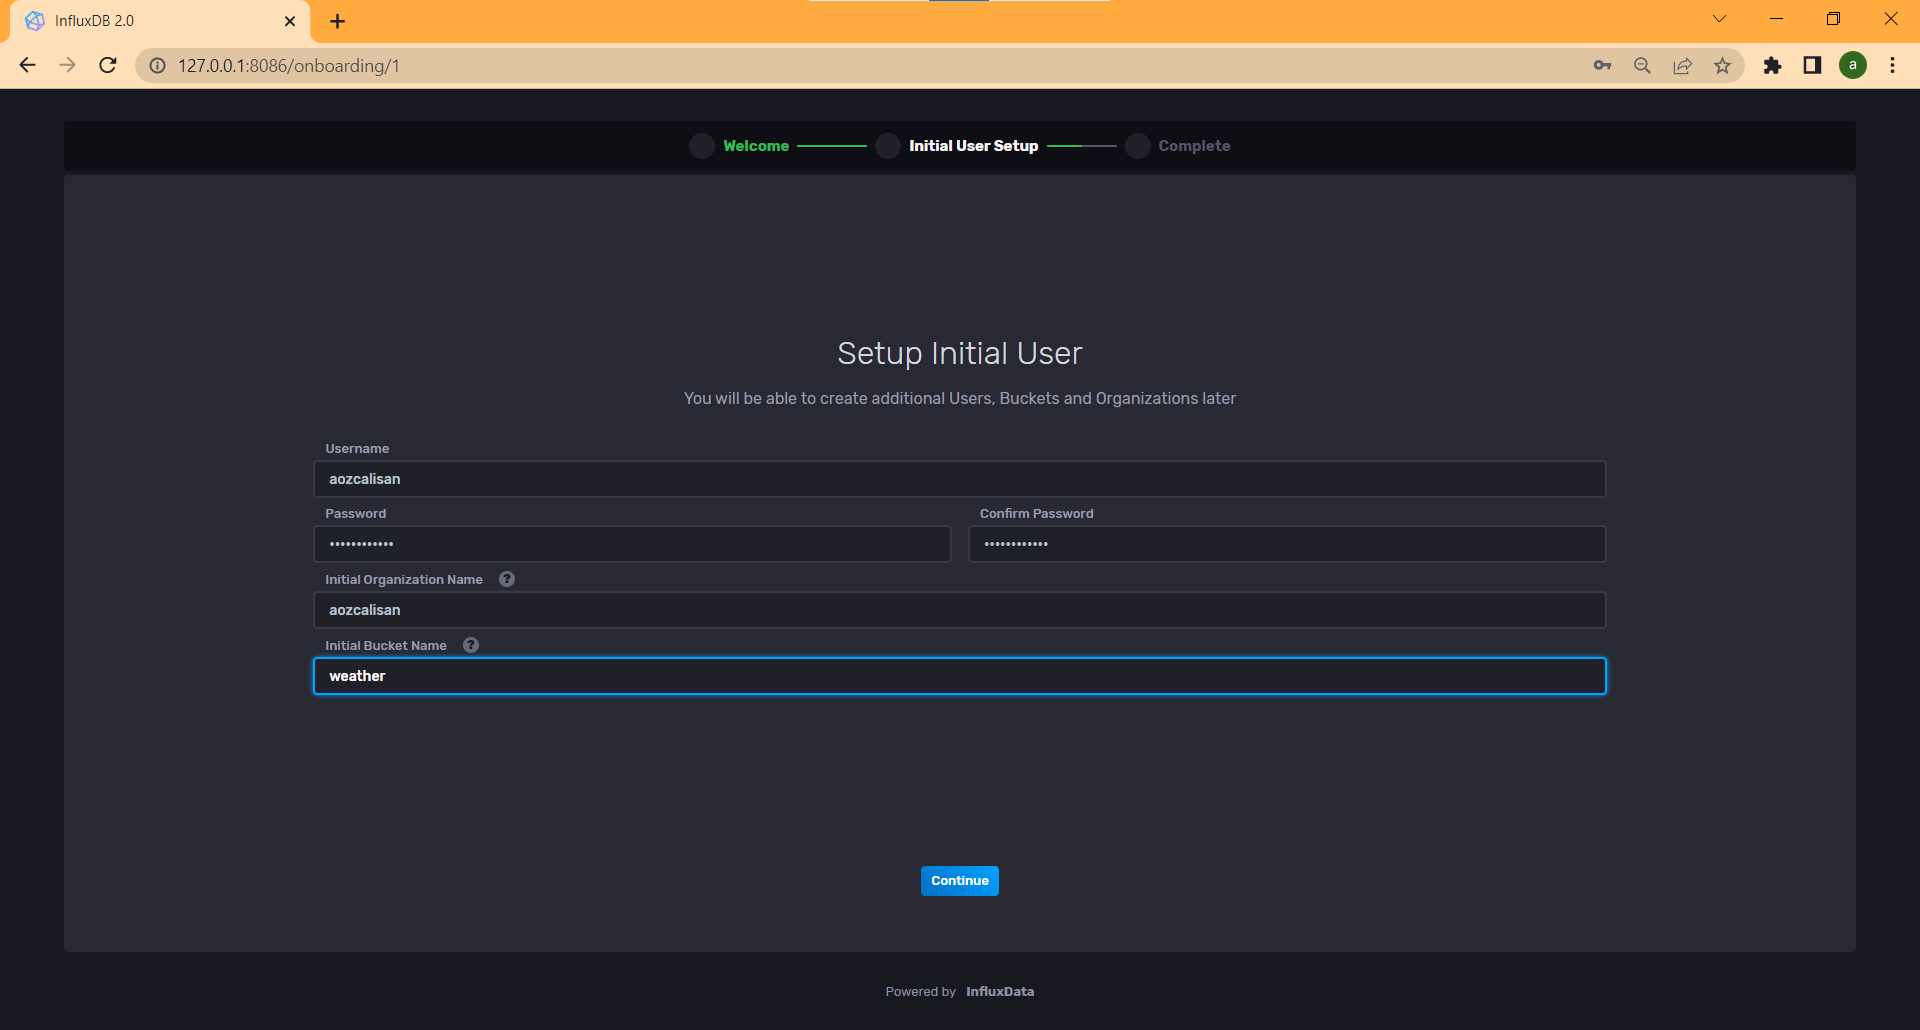 InfluxDB 2.0
127.0.0.1:8086/onboarding/1
a
Welcome
Initial User Setup
Complete
Setup Initial User
You will be able to create additional Users, Buckets and Organizations later
Username
aozcalisan
Password
Confirm Password
••••••••••••
••••••••••••
Initial Organization Name ?
aozcalisan
Initial Bucket Name ?
weather
Continue
Powered by InfluxData